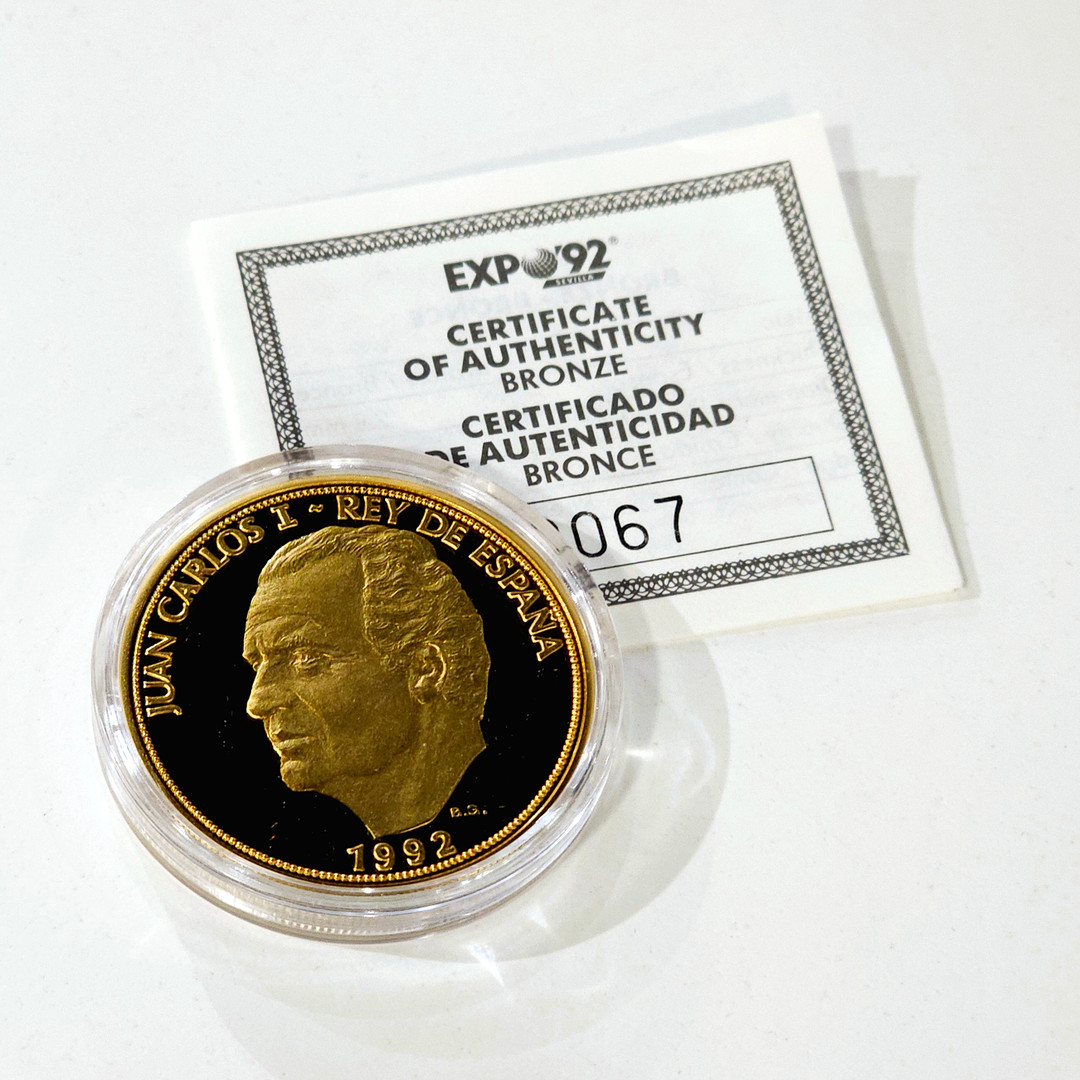 EXPO'92®
SEVILLA
CERTIFICATE
OF AUTHENTICITY
BRONZE
CERTIFICADO
DE AUTENTICIDAD
BRONCE
067
JUAN CARLOS I ~ REY DE ESPAÑA
B.S.
1992